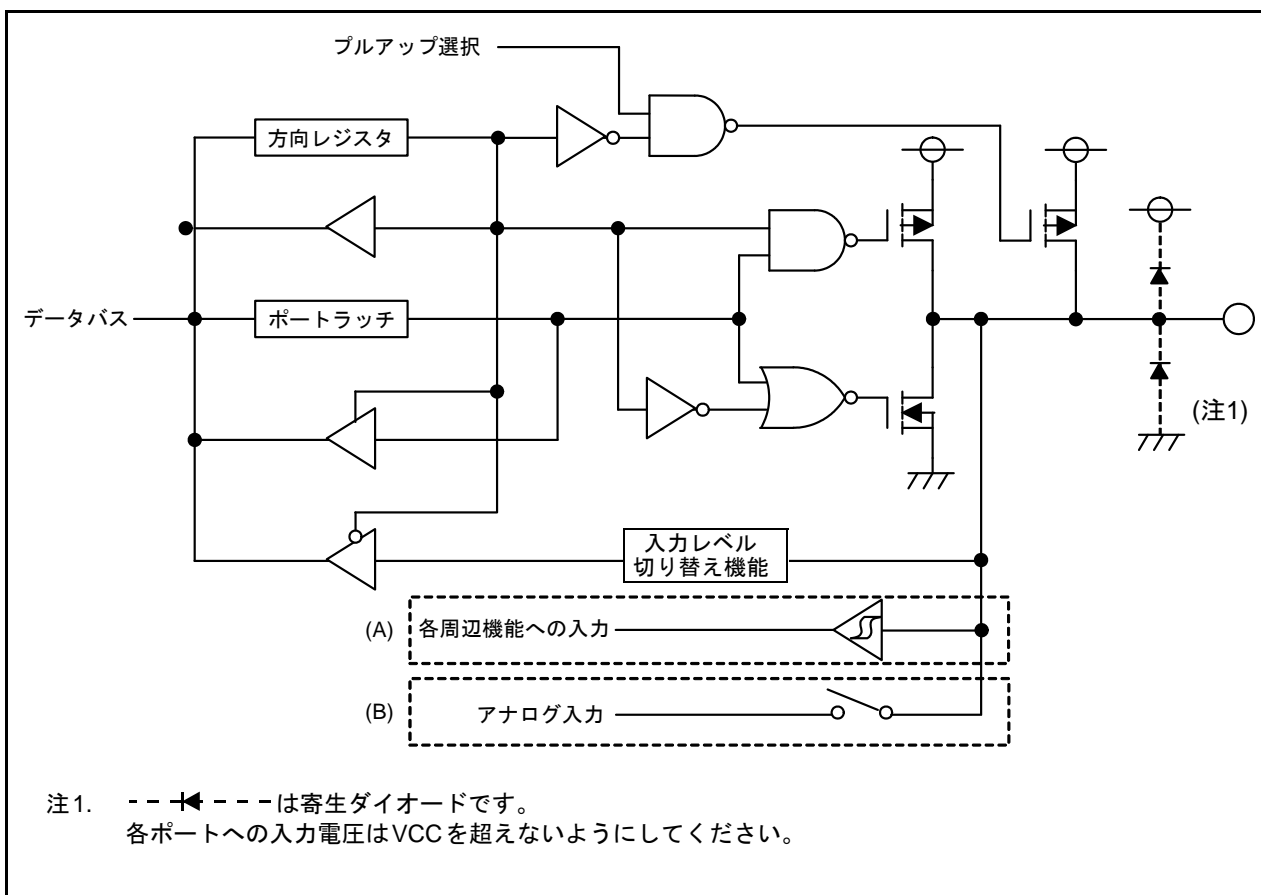 プルアップ選択
方向レジスタ
データバス
ポートラッチ
(注1)
入力レベル
切り替え機能
(A)
各周辺機能への入力
(B)
アナログ入力
注1. は寄生ダイオードです。
各ポートへの入力電圧はVCCを超えないようにしてください。